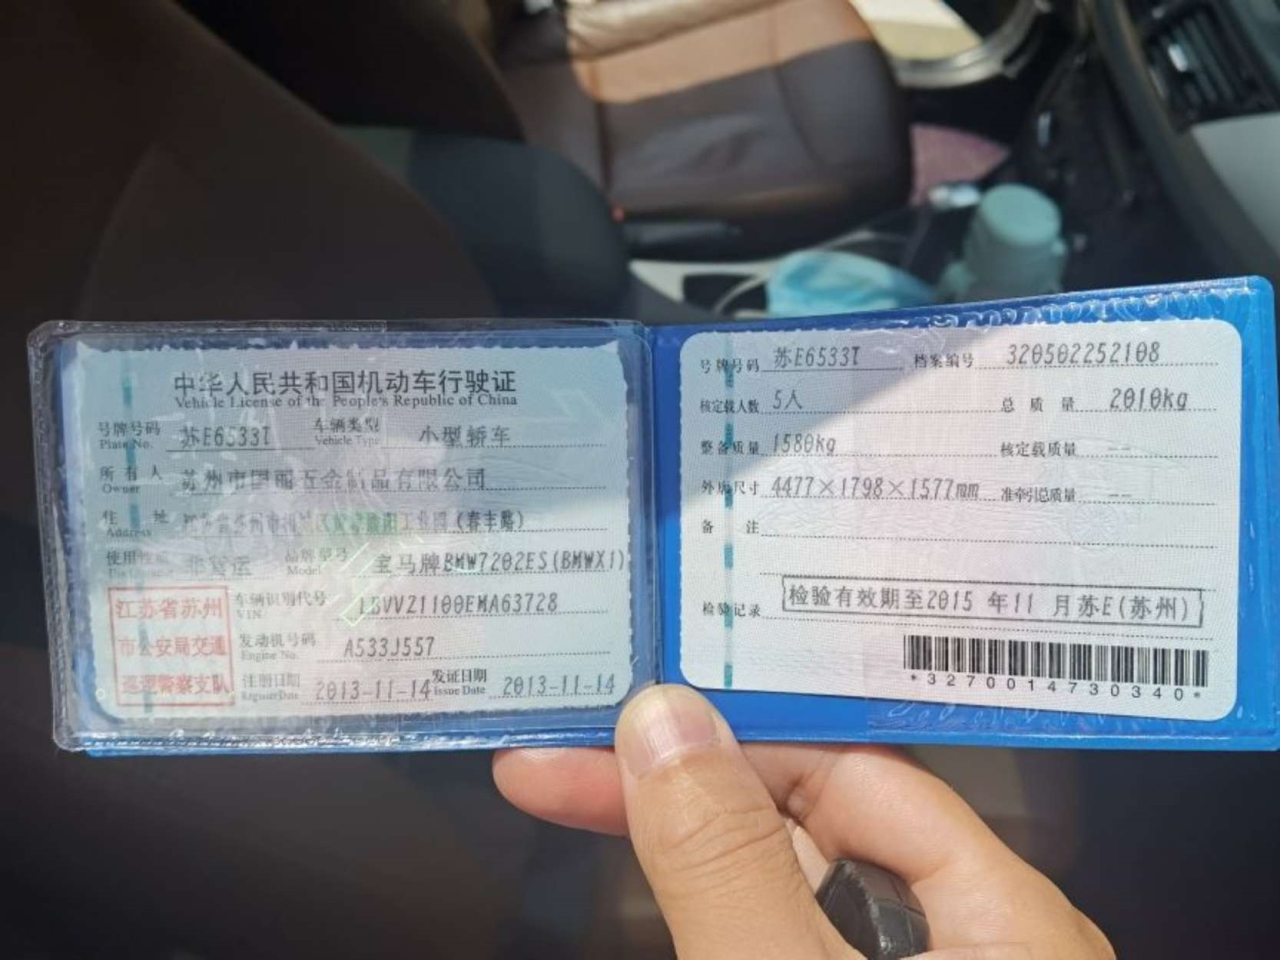 中华人民共和国机动车行驶证
Vehicle License of the People's Republic of China
号牌号码 苏E6533T 车辆类型 小型轿车
Plate No. Vehicle Type
所有人 苏州市国丽五金制品有限公司
Owner
住 址 工业园(春丰路)
Address
使用性质 非营运 品牌型号 宝马牌BMW7202ES(BMWX1)
Model
江苏省苏州
市公安局交通
巡逻警察支队
车辆识别代号 LBVVZ1100EMA63728
VIN
发动机号码 A533J557
Engine No.
注册日期 2013-11-14 发证日期 2013-11-14
Register Date Issue Date
号牌号码 苏E6533T 档案编号 320502252108
核定载人数 5人 总 质 量 2010kg
整备质量 1580kg 核定载质量 --
外廓尺寸 4477×1798×1577mm 准牵引总质量 --
备 注
检验记录 检验有效期至2015 年11 月苏E(苏州)
*3270014730340*